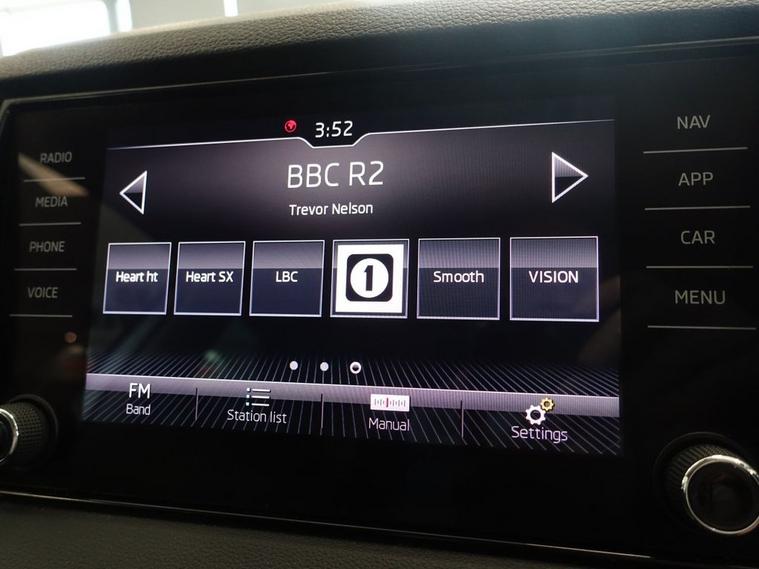 3:52
BBC R2
Trevor Nelson
RADIO
MEDIA
PHONE
VOICE
NAV
APP
CAR
MENU
Heart ht
Heart SX
LBC
1
Smooth
VISION
FM
Band
Station list
Manual
Settings